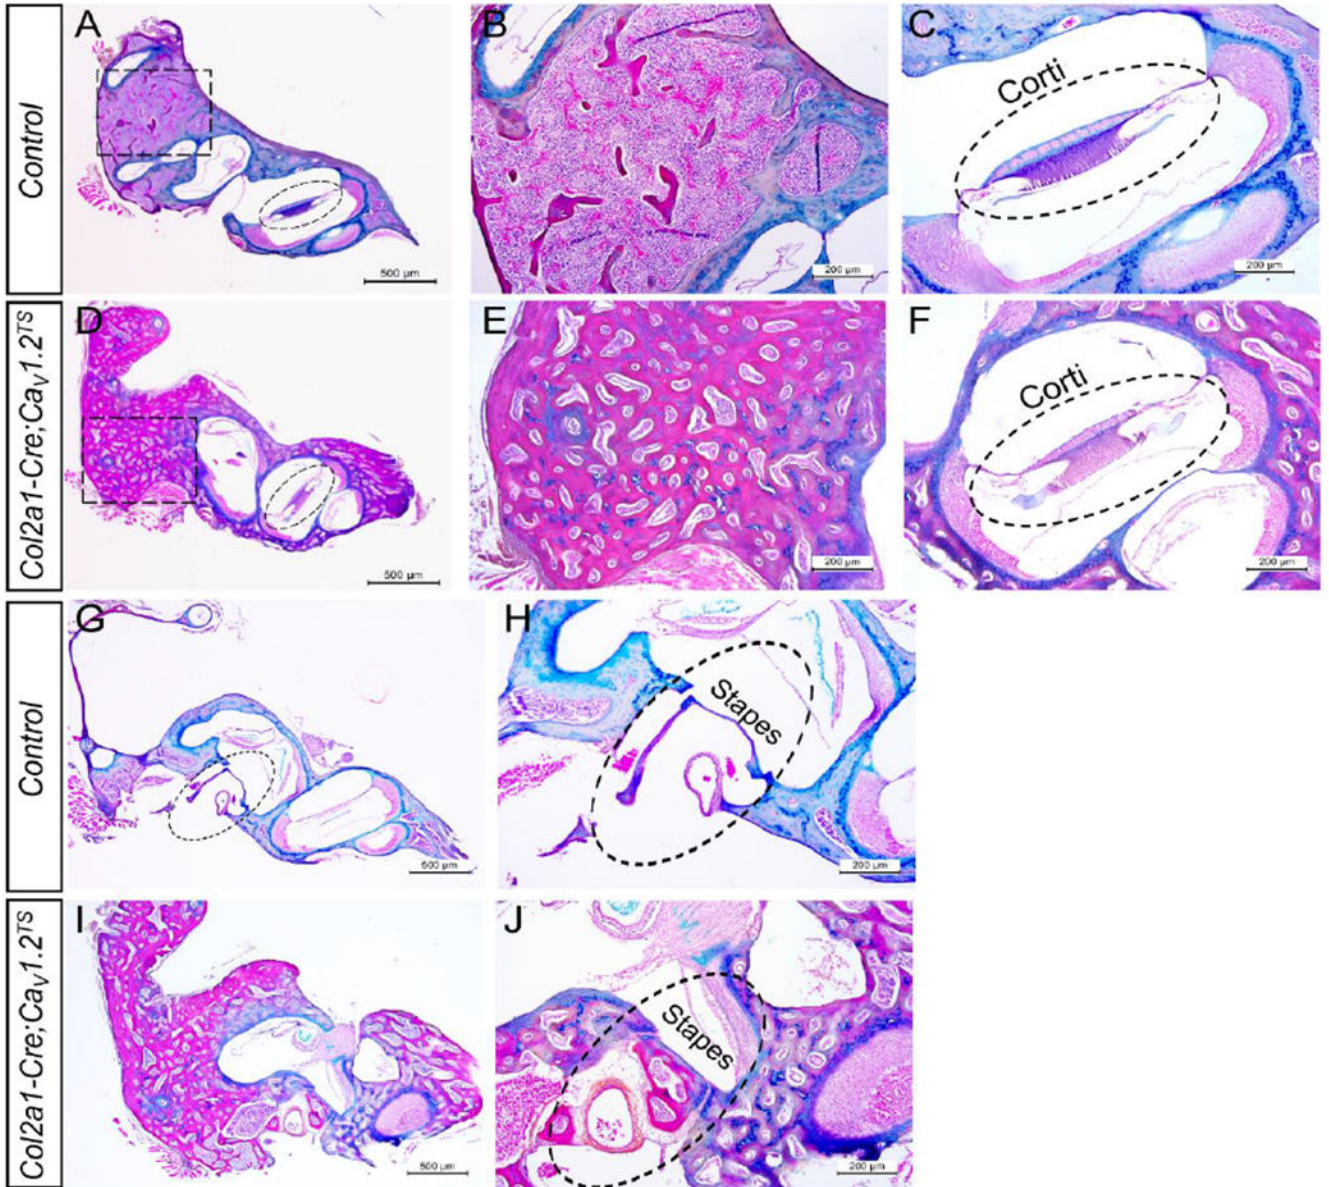 Control
A
500 µm
B
200 µm
C
Corti
200 µm
Col2a1-Cre;CaV1.2TS
D
500 µm
E
200 µm
F
Corti
200 µm
Control
G
500 µm
H
Stapes
200 µm
Col2a1-Cre;CaV1.2TS
I
500 µm
J
Stapes
200 µm